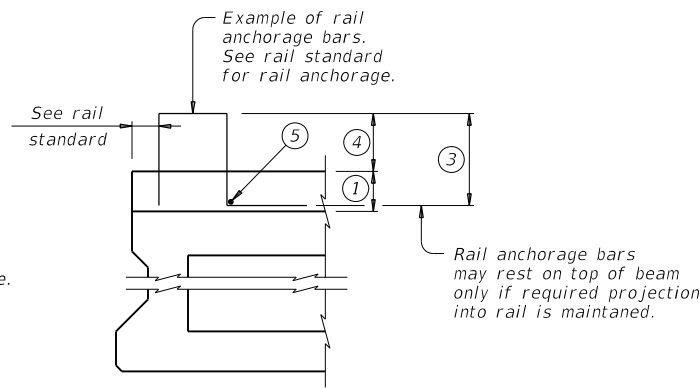 Example of rail
anchorage bars.
See rail standard
for rail anchorage.
See rail
standard
5
4
3
1
e.
Rail anchorage bars
may rest on top of beam
only if required projection
into rail is maintaned.